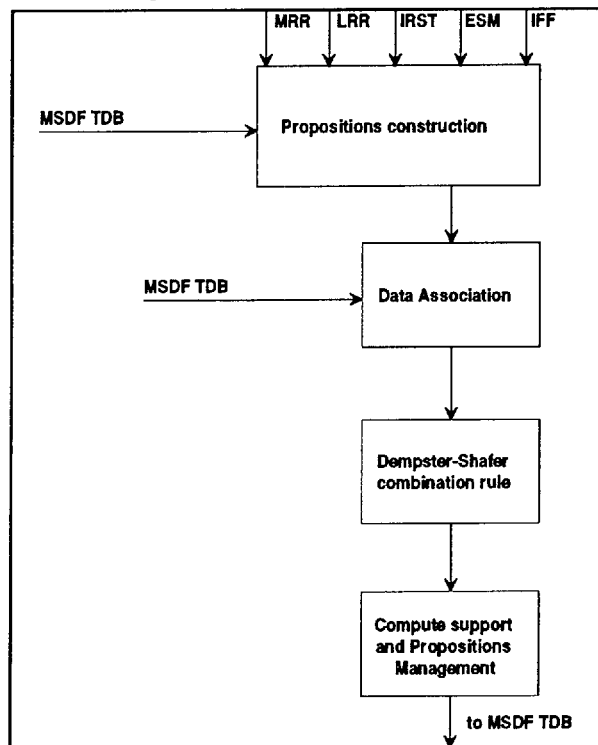 MRR LRR IRST ESM IFF
MSDF TDB
Propositions construction
MSDF TDB
Data Association
Dempster-Shafer
combination rule
Compute support
and Propositions
Management
to MSDF TDB